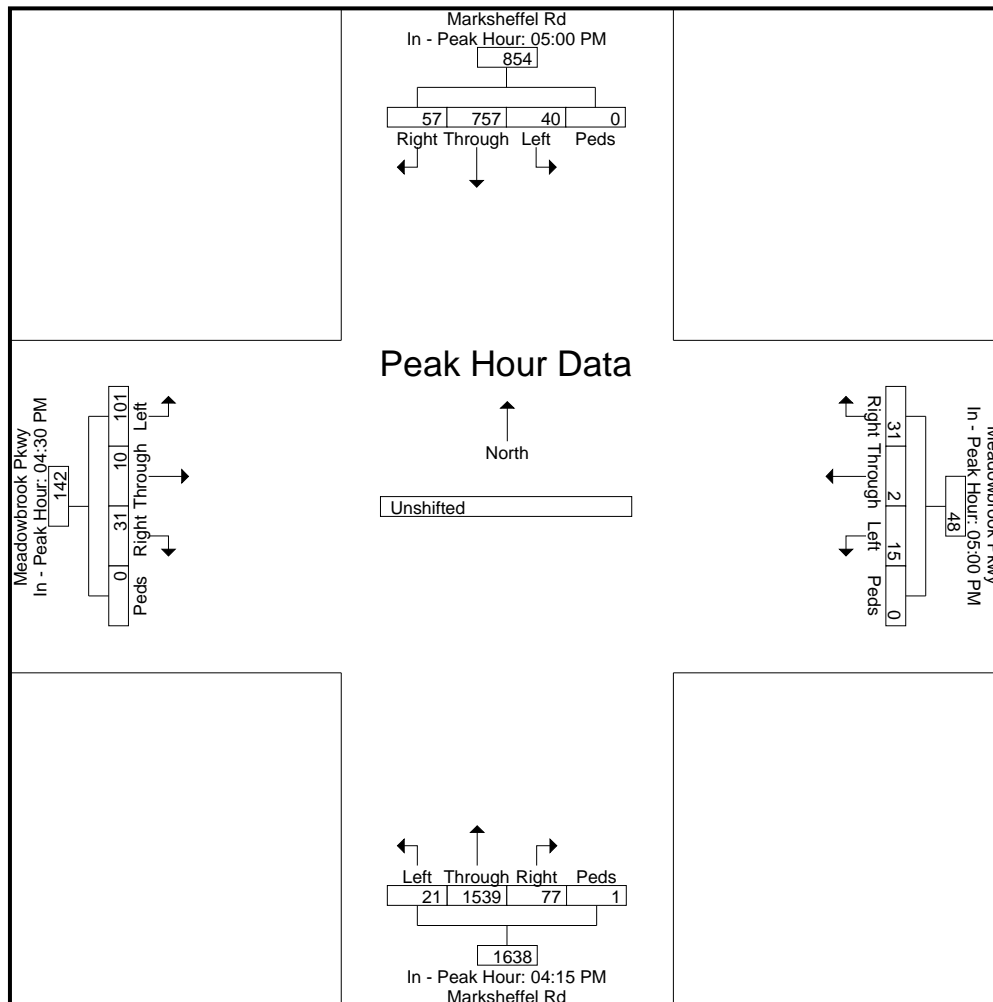 Marksheffel Rd
In - Peak Hour: 05:00 PM
854
57 757 40 0
Right Through Left Peds
Peak Hour Data
North
Unshifted
Meadowbrook Pkwy
In - Peak Hour: 04:30 PM
142
101 10 31 0
Left Through Right Peds
Meadowbrook Pkwy
In - Peak Hour: 05:00 PM
48
31 2 15 0
Right Through Left Peds
Left Through Right Peds
21 1539 77 1
1638
In - Peak Hour: 04:15 PM
Marksheffel Rd